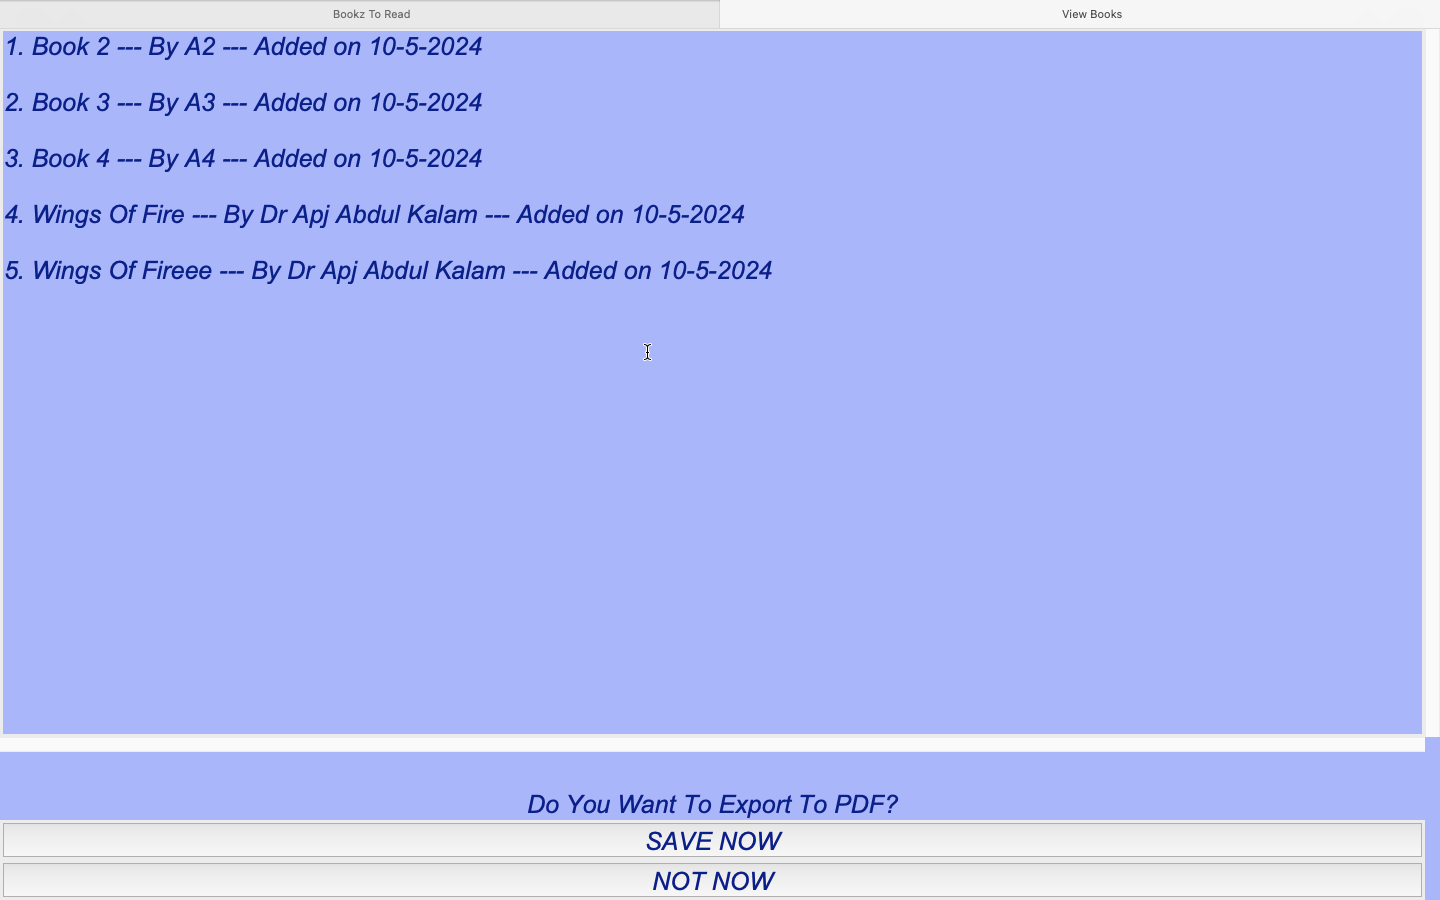 Bookz To Read
View Books
1. Book 2 --- By A2 --- Added on 10-5-2024
2. Book 3 --- By A3 --- Added on 10-5-2024
3. Book 4 --- By A4 --- Added on 10-5-2024
4. Wings Of Fire --- By Dr Apj Abdul Kalam --- Added on 10-5-2024
5. Wings Of Fireee --- By Dr Apj Abdul Kalam --- Added on 10-5-2024
Do You Want To Export To PDF?
SAVE NOW
NOT NOW